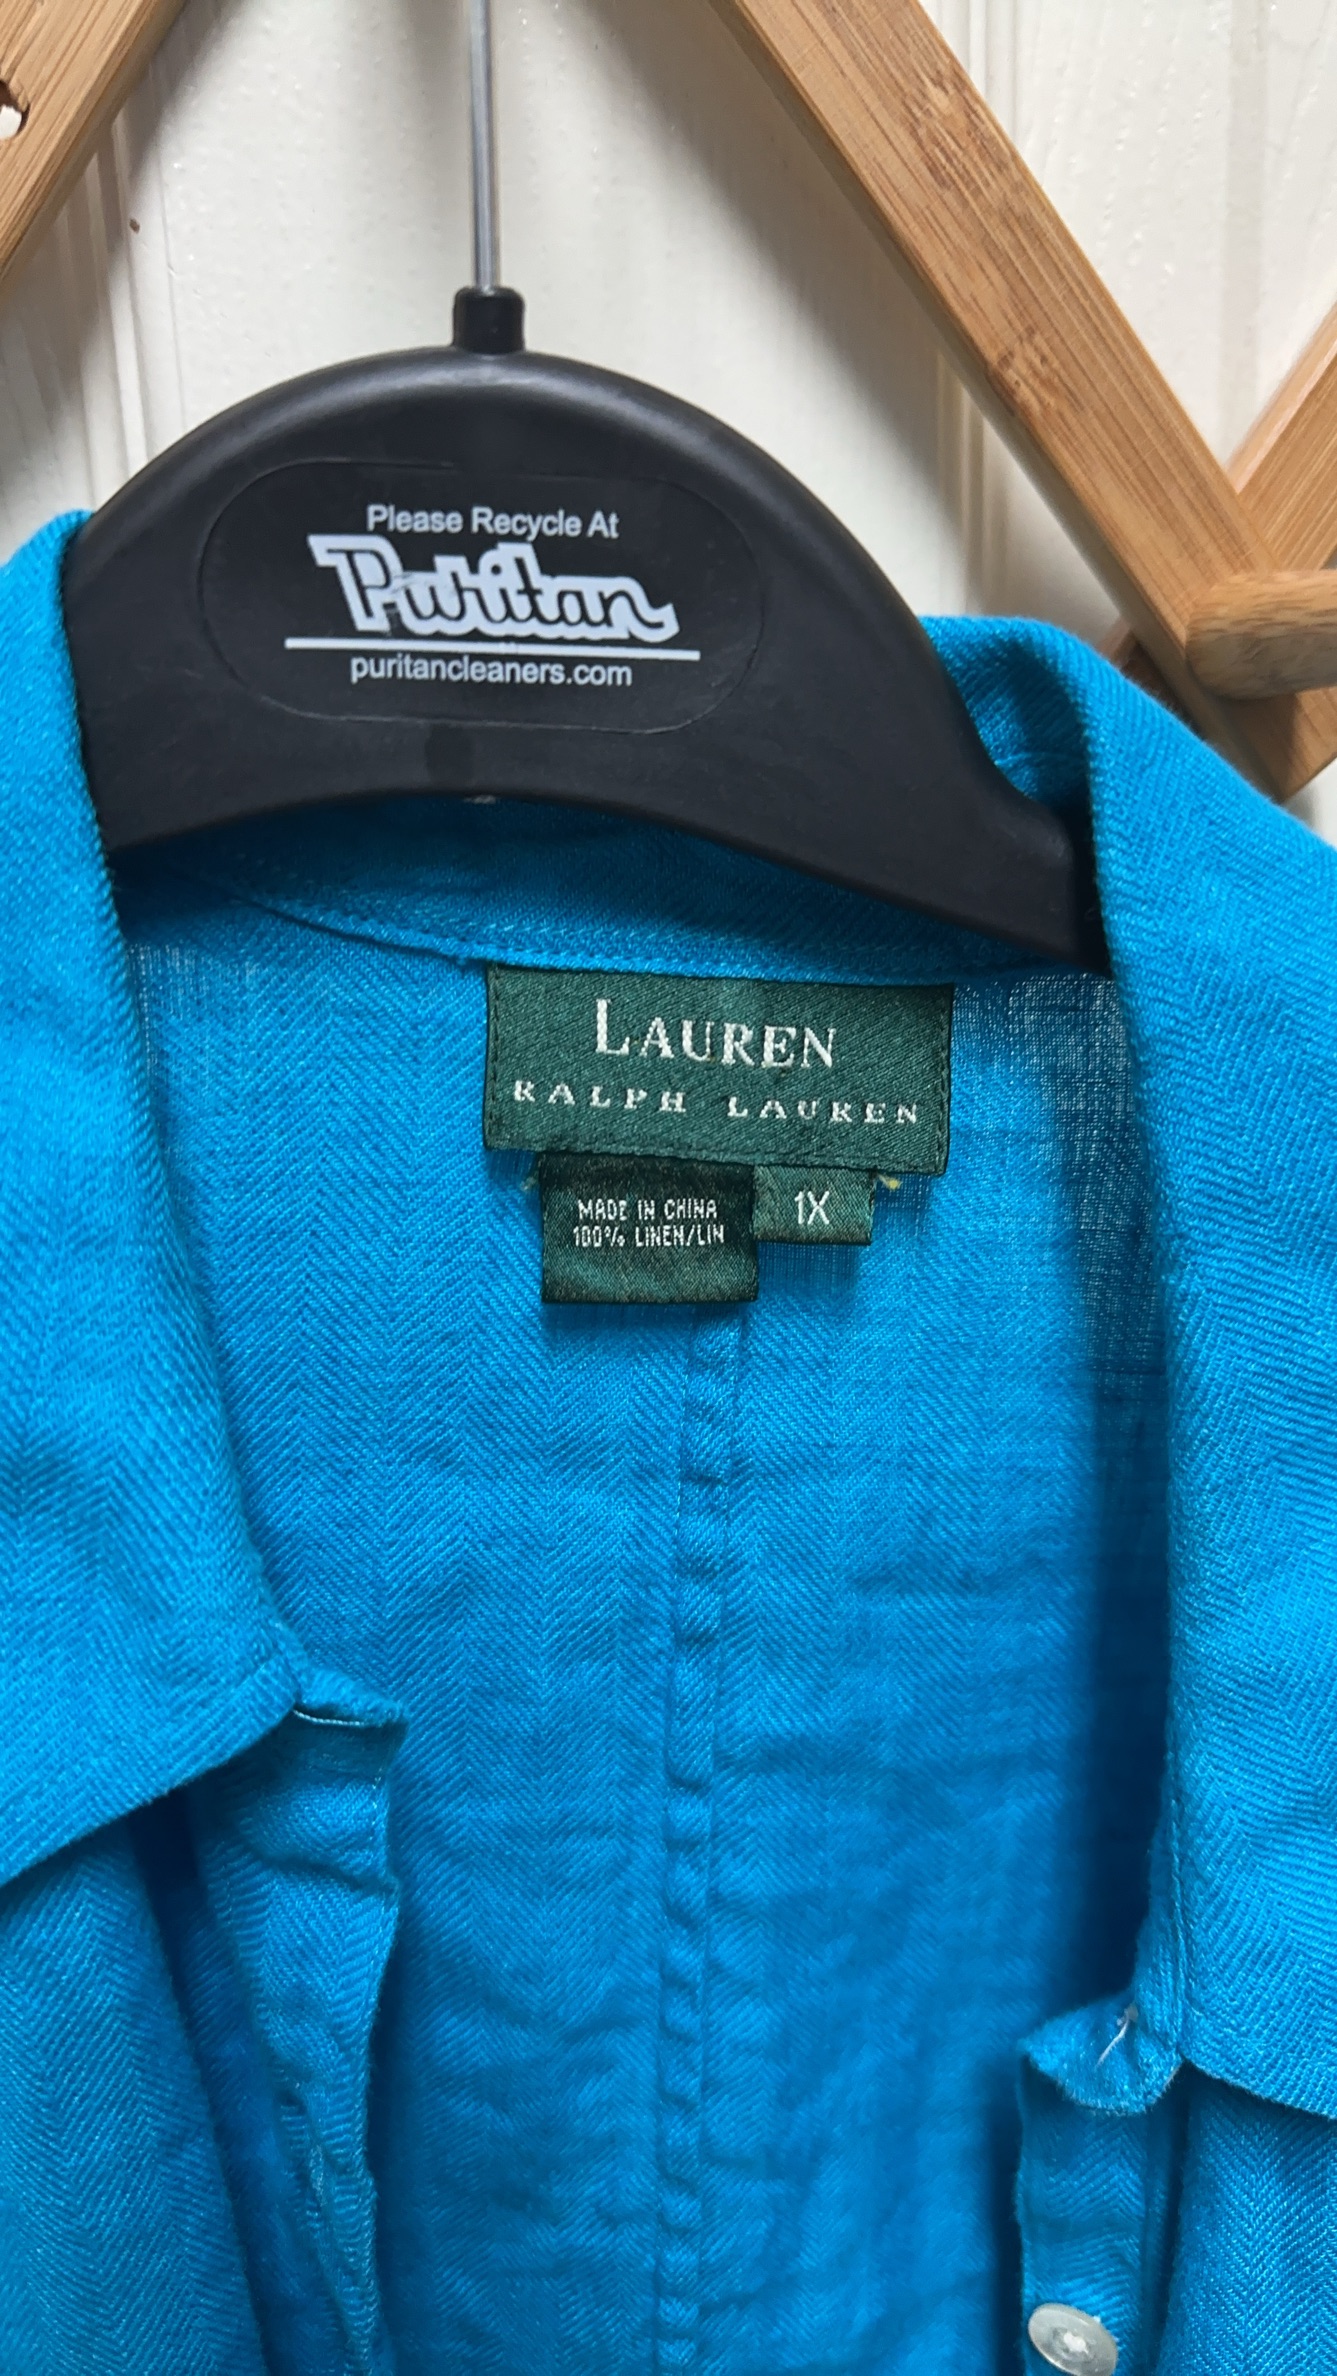 Please Recycle At
Puritan
puritancleaners.com
LAUREN
RALPH LAUREN
MADE IN CHINA
100% LINEN/LIN
1X